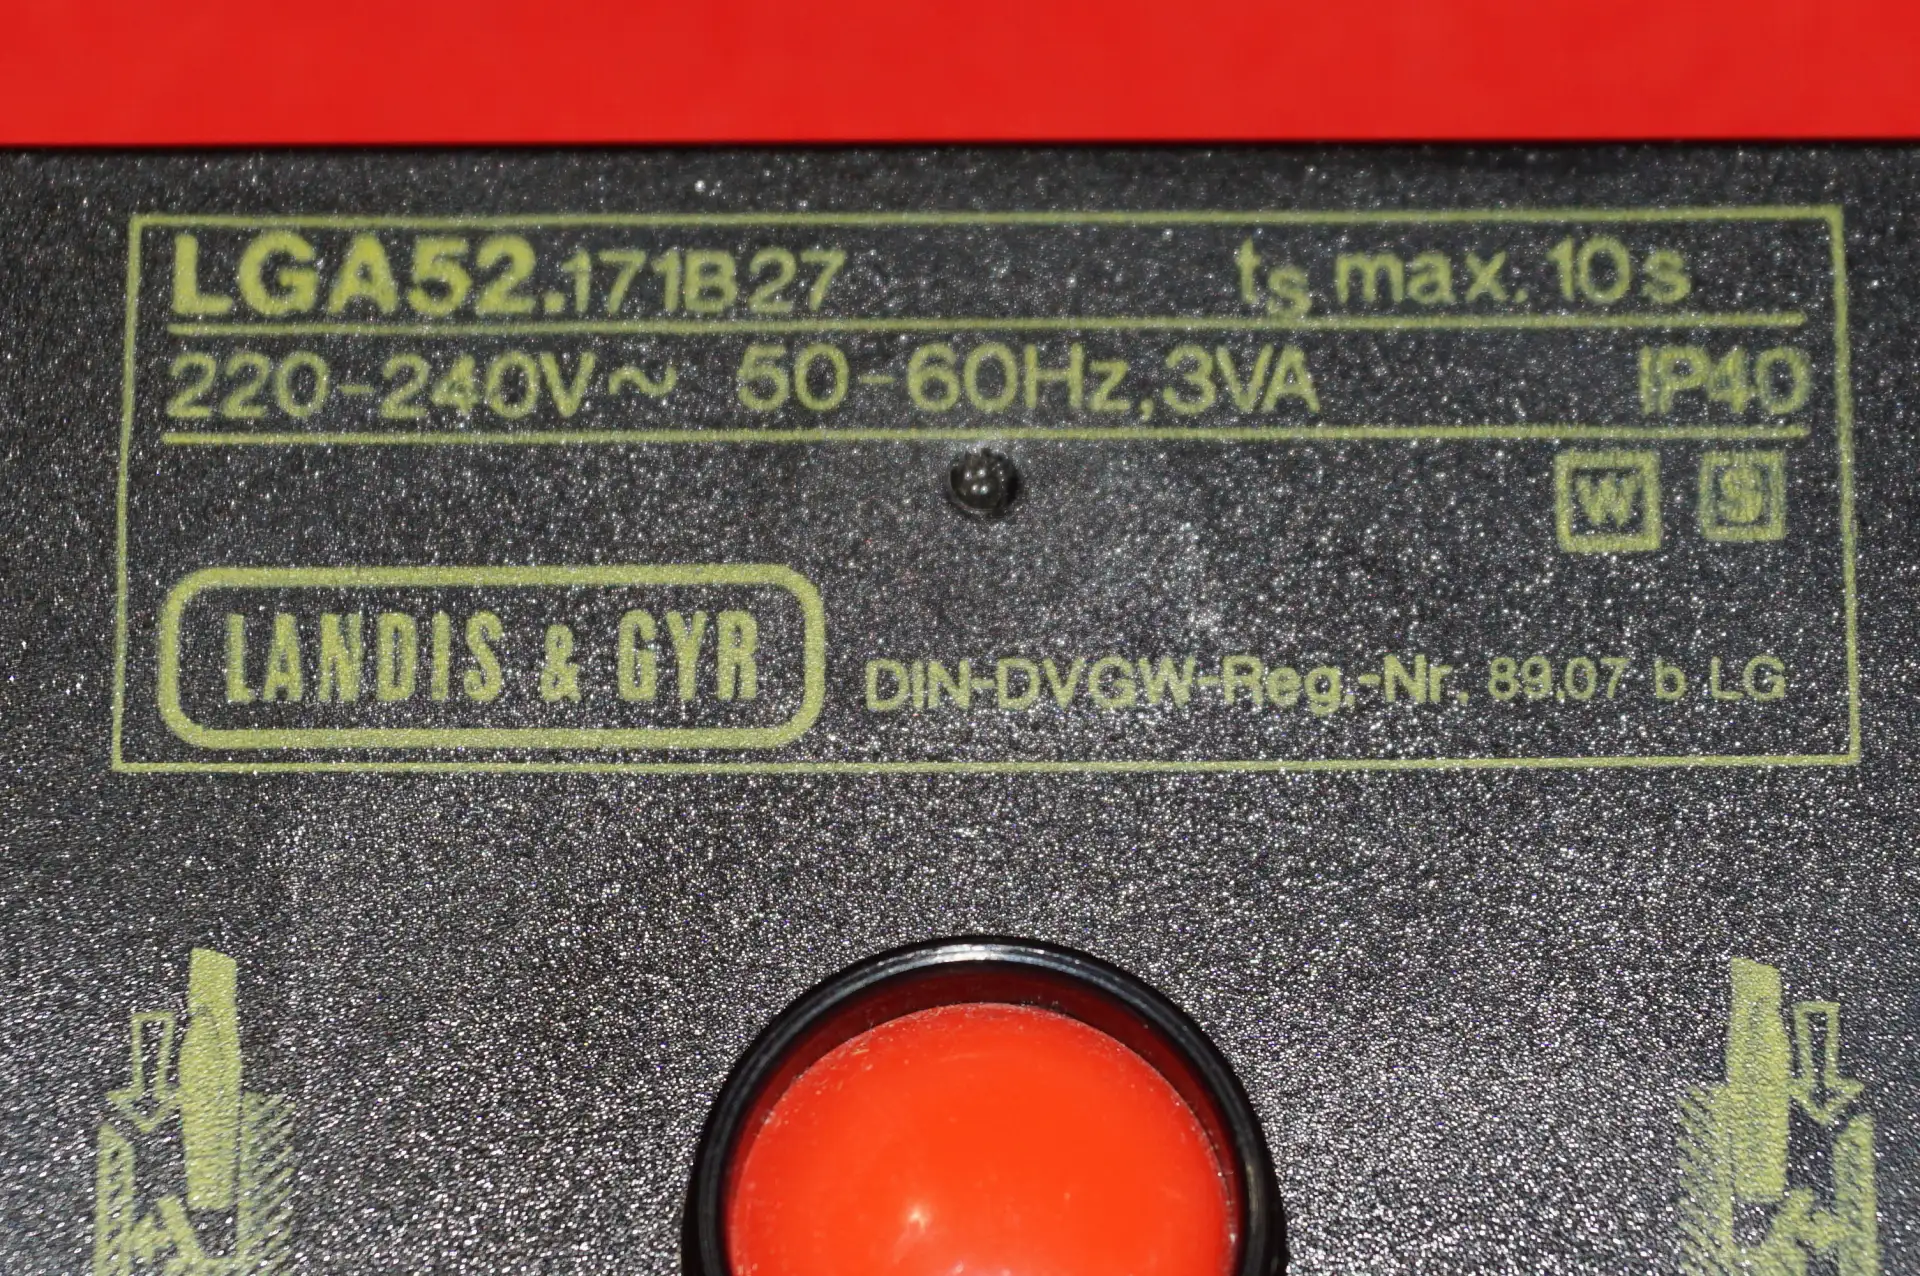 LGA52.171B27 ts max. 10s
220-240V~ 50-60Hz,3VA IP40
W S
LANDIS & GYR
DIN-DVGW-Reg.-Nr. 89.07 b LG